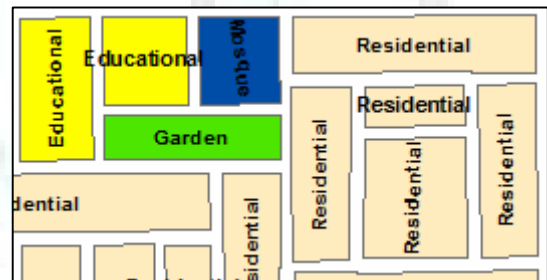 Educational
Educational
Mosque
Residential
Garden
Residential
Residential
Residential
Residential
dential
sidential